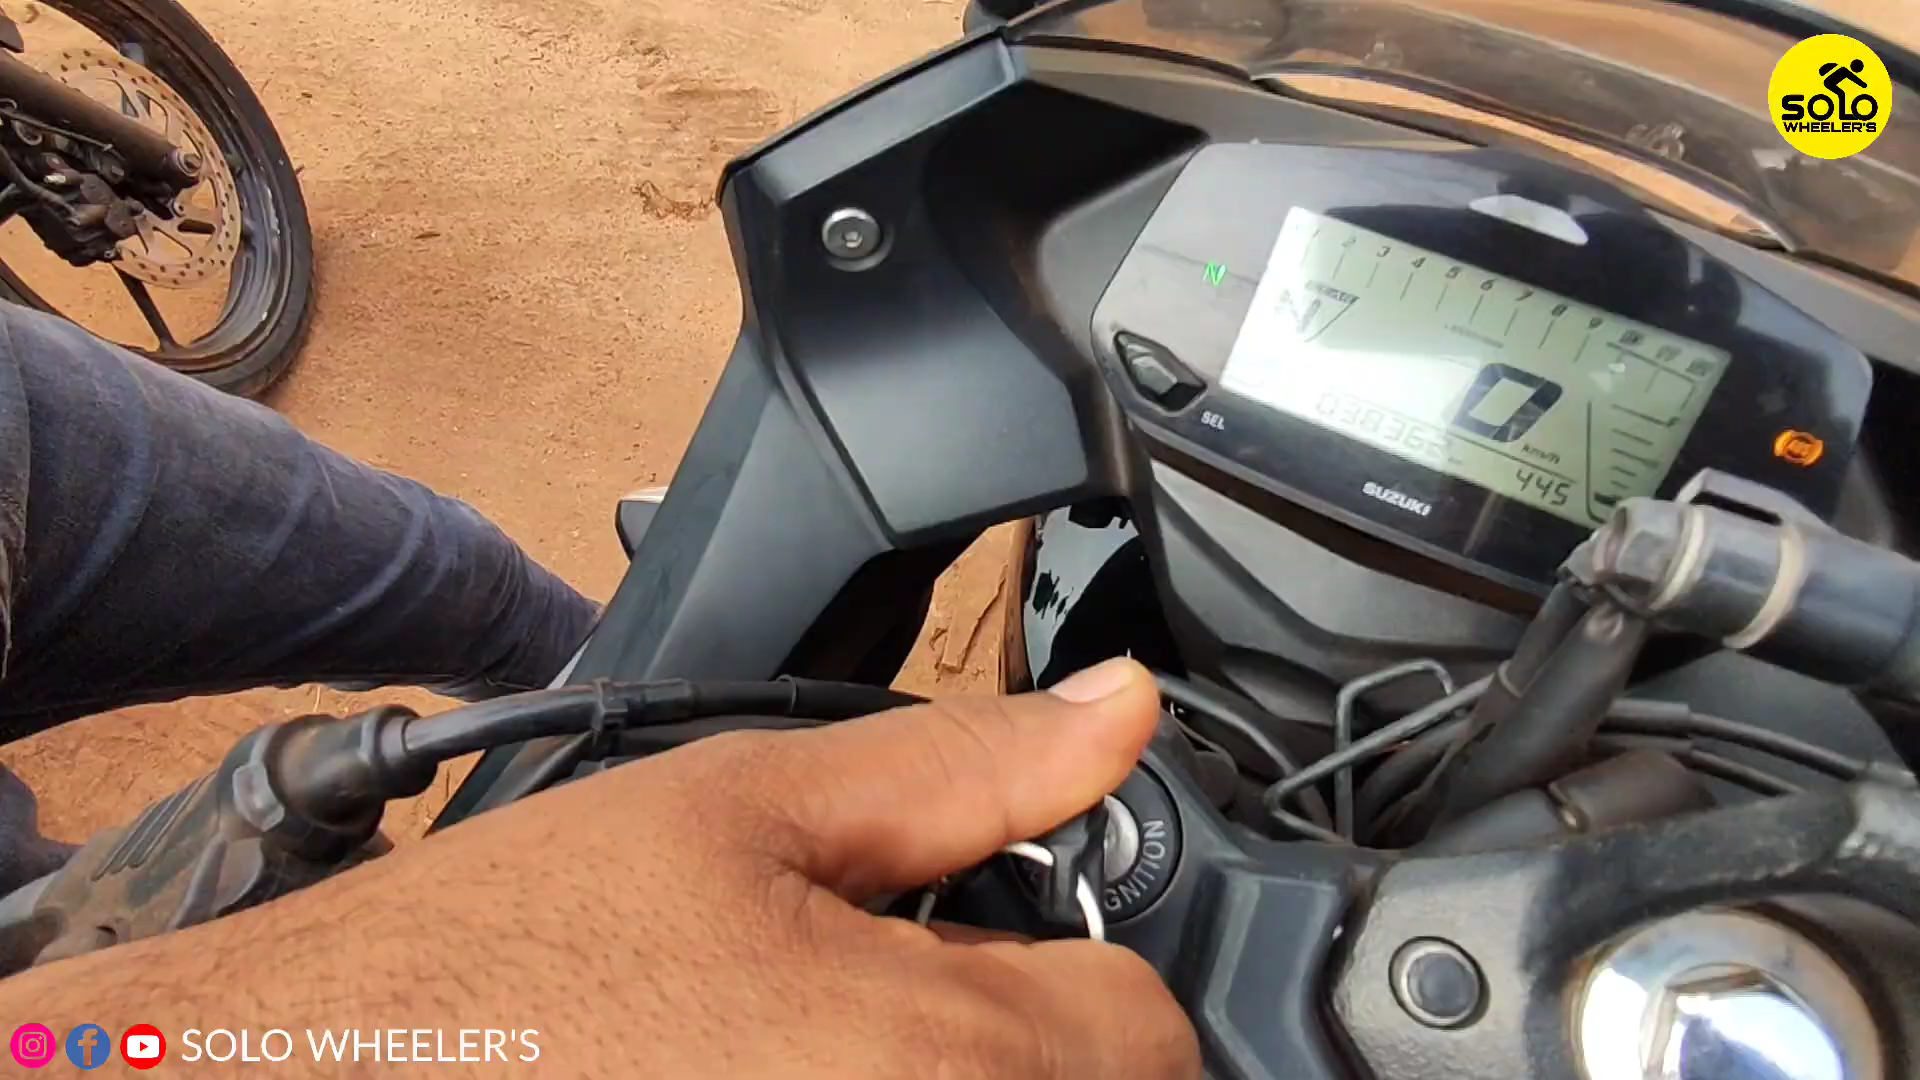 SOLO
WHEELER'S
1 2 3 4 5 6 7 8 9
N
N
0
km/h
038362
445
SEL
SUZUKI
IGNITION
SOLO WHEELER'S